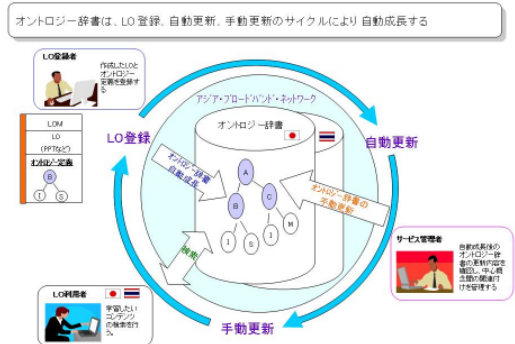 オントロジー辞書は、LO登録、自動更新、手動更新のサイクルにより自動成長する
LO登録者
作成したLOと
オントロジー
定義を登録す
る
アジア・ブロードバンド・ネットワーク
LOM
LO
(PPTなど)
オントロジー定義
B
I
S
LO登録
オントロジー辞書
自動更新
オントロジー辞書
自動成長
A
B
C
I
S
I
M
オントロジー辞書の
手動更新
検索
サービス管理者
自動成長後の
オントロジー辞
書の更新内容を
確認し、中心概
念間の関連付
けを管理する
LO利用者
学習したい
コンテンツ
の検索を行
う。
手動更新